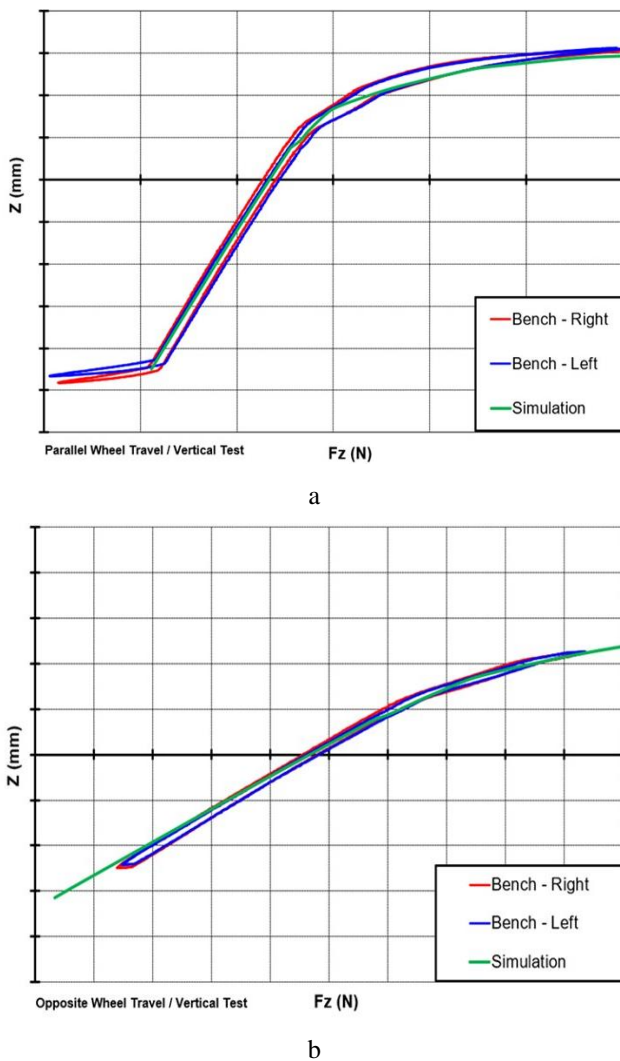 Z (mm)
Bench - Right
Bench - Left
Simulation
Parallel Wheel Travel / Vertical Test
Fz (N)
a
Z (mm)
Bench - Right
Bench - Left
Simulation
Opposite Wheel Travel / Vertical Test
Fz (N)
b